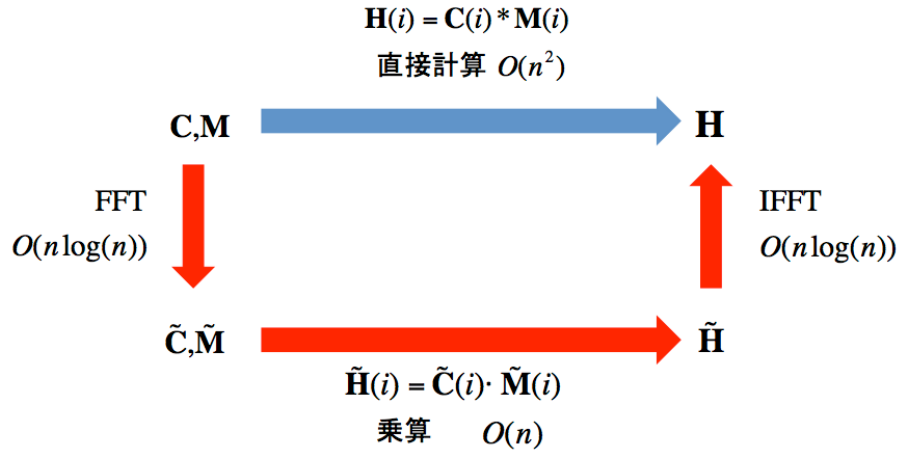 H(i) = C(i) * M(i)
直接計算 O(n²)
C,M
H
FFT
O(n log(n))
IFFT
O(n log(n))
C̃,M̃
H̃
H̃(i) = C̃(i)· M̃(i)
乗算 O(n)